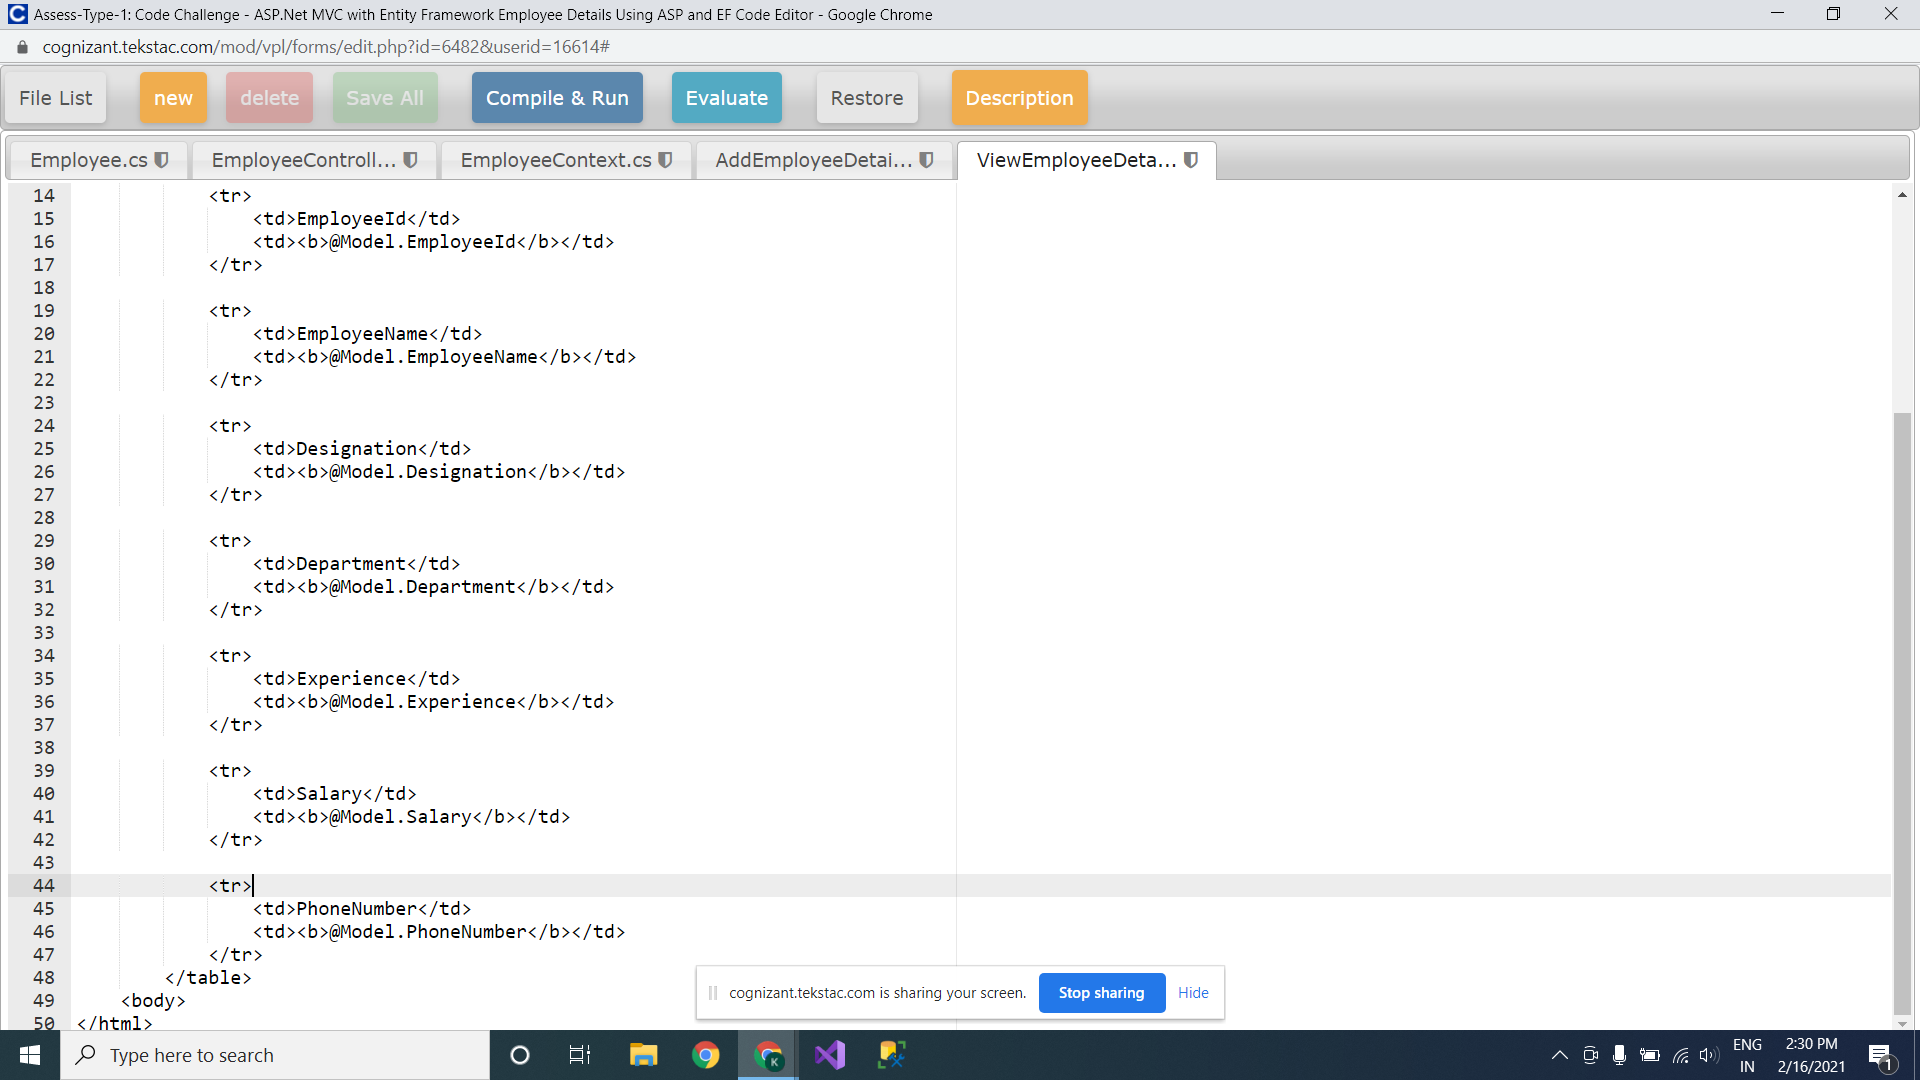 Assess-Type-1: Code Challenge - ASP.Net MVC with Entity Framework Employee Details Using ASP and EF Code Editor - Google Chrome
cognizant.tekstac.com/mod/vpl/forms/edit.php?id=6482&userid=16614#
File List new delete Save All Compile & Run Evaluate Restore Description
Employee.cs EmployeeControll... EmployeeContext.cs AddEmployeeDetai... ViewEmployeeDeta...
14 <tr>
15 <td>EmployeeId</td>
16 <td><b>@Model.EmployeeId</b></td>
17 </tr>
18
19 <tr>
20 <td>EmployeeName</td>
21 <td><b>@Model.EmployeeName</b></td>
22 </tr>
23
24 <tr>
25 <td>Designation</td>
26 <td><b>@Model.Designation</b></td>
27 </tr>
28
29 <tr>
30 <td>Department</td>
31 <td><b>@Model.Department</b></td>
32 </tr>
33
34 <tr>
35 <td>Experience</td>
36 <td><b>@Model.Experience</b></td>
37 </tr>
38
39 <tr>
40 <td>Salary</td>
41 <td><b>@Model.Salary</b></td>
42 </tr>
43
44 <tr>
45 <td>PhoneNumber</td>
46 <td><b>@Model.PhoneNumber</b></td>
47 </tr>
48 </table>
49 <body>
50 </html>
cognizant.tekstac.com is sharing your screen. Stop sharing Hide
Type here to search
K
ENG
IN
2:30 PM
2/16/2021
1